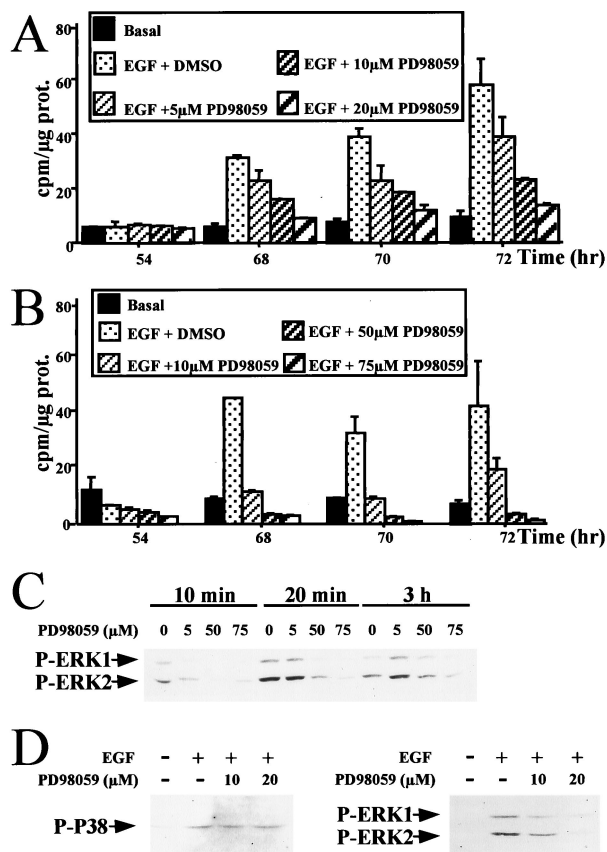 A
80
60
40
20
0
cpm/µg prot.
Basal
EGF + DMSO
EGF +5µM PD98059
EGF + 10µM PD98059
EGF + 20µM PD98059
54 68 70 72 Time (hr)
B
80
60
40
20
0
cpm/µg prot.
Basal
EGF + DMSO
EGF +10µM PD98059
EGF + 50µM PD98059
EGF + 75µM PD98059
54 68 70 72 Time (hr)
C
10 min 20 min 3 h
PD98059 (µM) 0 5 50 75 0 5 50 75 0 5 50 75
P-ERK1
P-ERK2
D
EGF - + + +
PD98059 (µM) - - 10 20
P-P38
EGF - + + +
PD98059 (µM) - - 10 20
P-ERK1
P-ERK2